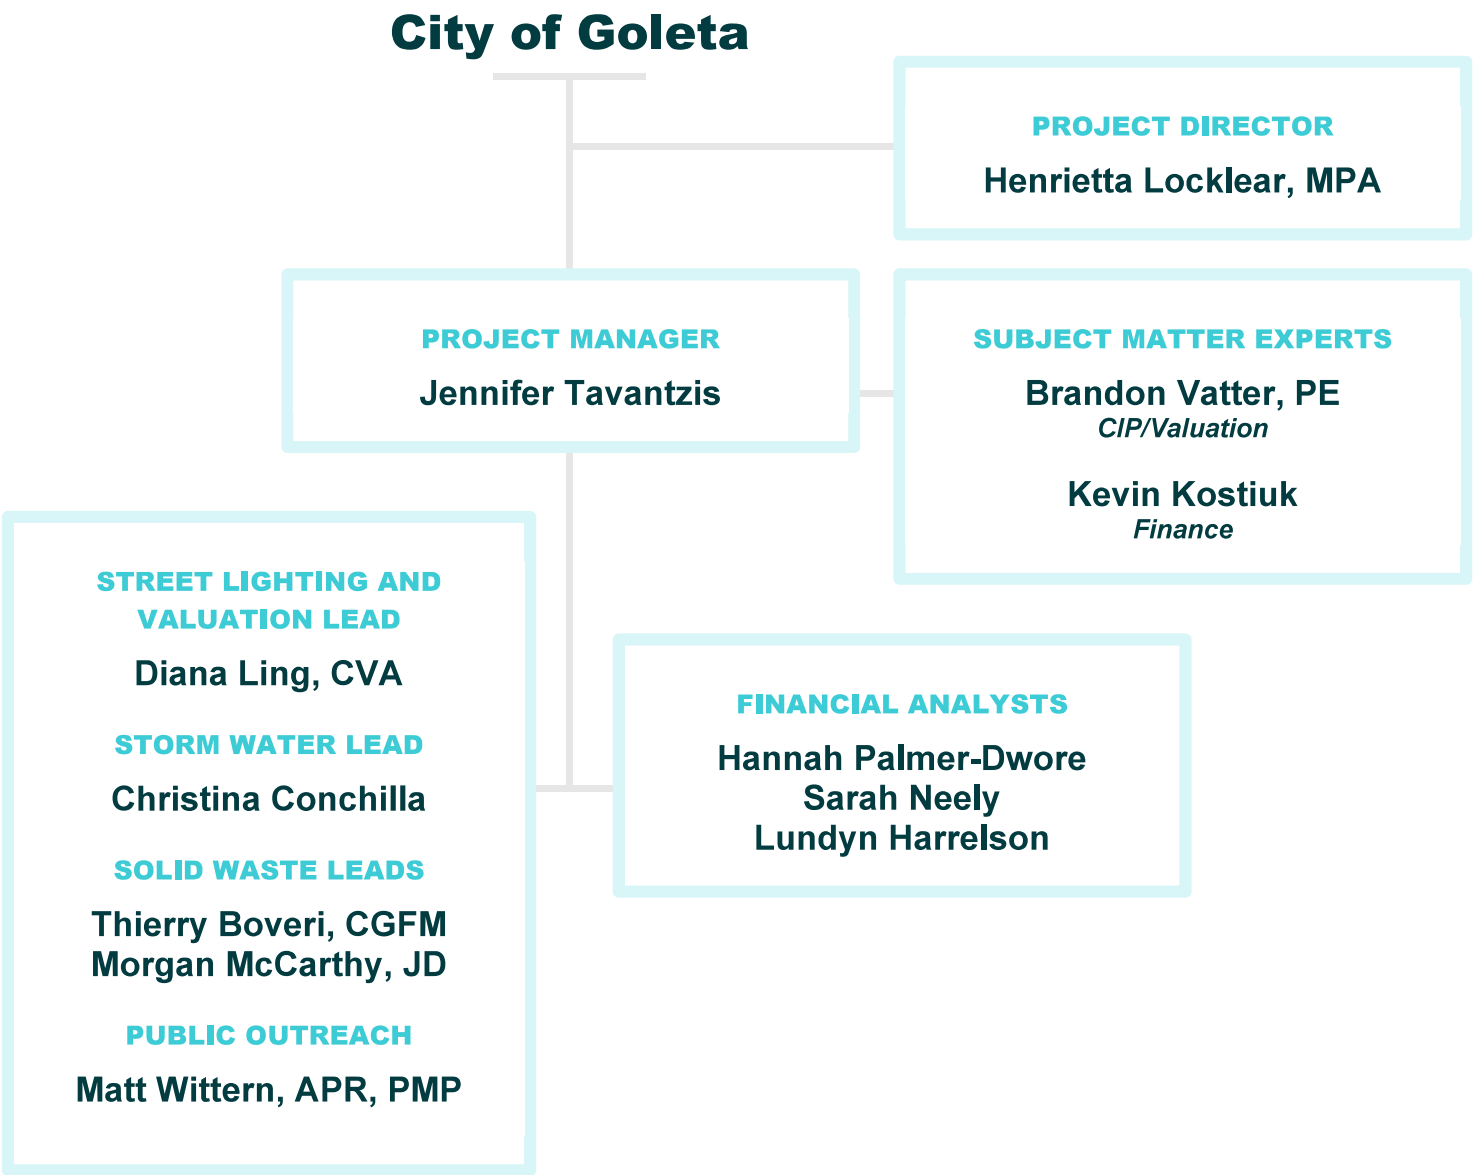 City of Goleta
PROJECT DIRECTOR
Henrietta Locklear, MPA
PROJECT MANAGER
Jennifer Tavantzis
SUBJECT MATTER EXPERTS
Brandon Vatter, PE
CIP/Valuation
Kevin Kostiuk
Finance
STREET LIGHTING AND
VALUATION LEAD
Diana Ling, CVA
STORM WATER LEAD
Christina Conchilla
SOLID WASTE LEADS
Thierry Boveri, CGFM
Morgan McCarthy, JD
PUBLIC OUTREACH
Matt Wittern, APR, PMP
FINANCIAL ANALYSTS
Hannah Palmer-Dwore
Sarah Neely
Lundyn Harrelson